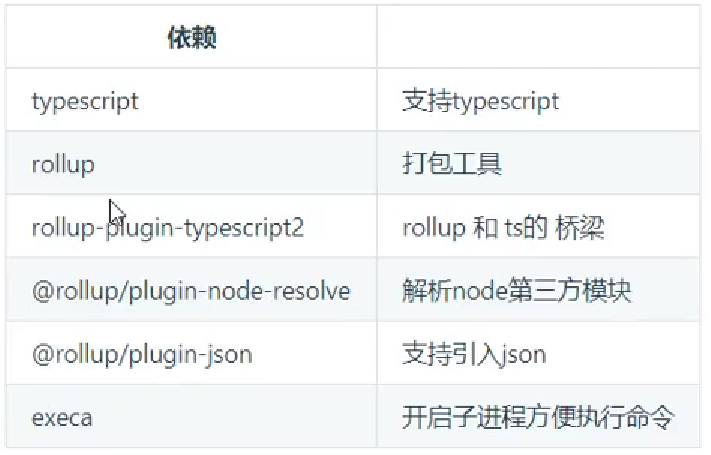 依赖
typescript 支持typescript
rollup 打包工具
rollup-plugin-typescript2 rollup 和 ts的 桥梁
@rollup/plugin-node-resolve 解析node第三方模块
@rollup/plugin-json 支持引入json
execa 开启子进程方便执行命令